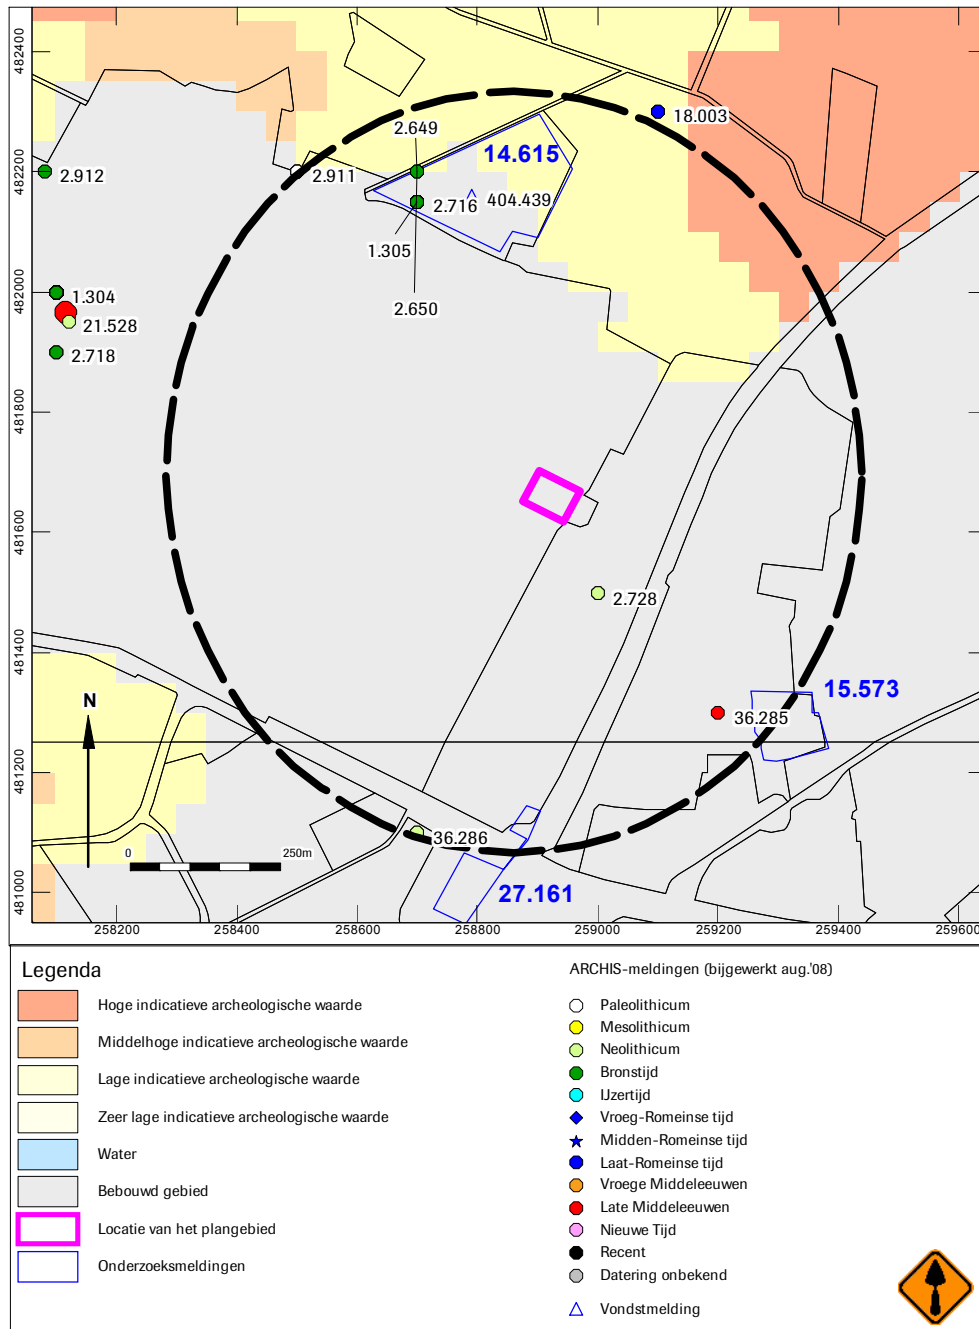 482400
482200
482000
481800
481600
481400
481200
481000
2.649
18.003
14.615
2.912
2.911
2.716
404.439
1.305
1.304
2.650
21.528
2.718
2.728
15.573
N
36.285
36.286
0
250m
27.161
258200
258400
258600
258800
259000
259200
259400
259600
Legenda
Hoge indicatieve archeologische waarde
Middelhoge indicatieve archeologische waarde
Lage indicatieve archeologische waarde
Zeer lage indicatieve archeologische waarde
Water
Bebouwd gebied
Locatie van het plangebied
Onderzoeksmeldingen
ARCHIS-meldingen (bijgewerkt aug.'08)
Paleolithicum
Mesolithicum
Neolithicum
Bronstijd
IJzertijd
Vroeg-Romeinse tijd
Midden-Romeinse tijd
Laat-Romeinse tijd
Vroege Middeleeuwen
Late Middeleeuwen
Nieuwe Tijd
Recent
Datering onbekend
Vondstmelding